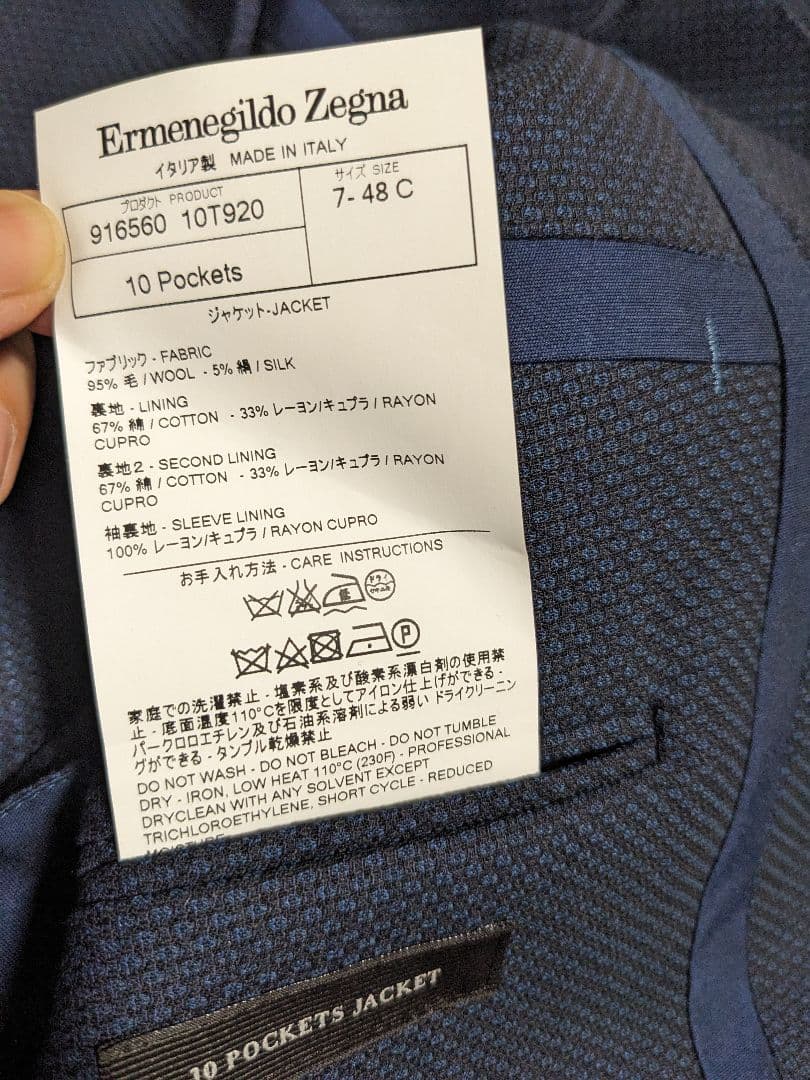 Ermenegildo Zegna
イタリア製 MADE IN ITALY
プロダクト PRODUCT
916560 10T920
サイズ SIZE
7- 48 C
10 Pockets
ジャケット-JACKET
ファブリック - FABRIC
95% 毛 / WOOL - 5% 絹 / SILK
裏地 - LINING
67% 綿 / COTTON - 33% レーヨン/キュプラ / RAYON
CUPRO
裏地2 - SECOND LINING
67% 綿 / COTTON - 33% レーヨン/キュプラ / RAYON
CUPRO
袖裏地 - SLEEVE LINING
100% レーヨン/キュプラ / RAYON CUPRO
お手入れ方法 - CARE INSTRUCTIONS
低 ドライ
P
家庭での洗濯禁止 - 塩素系及び酸素系漂白剤の使用禁
止 - 底面温度110°Cを限度としてアイロン仕上げができる -
パークロロエチレン及び石油系溶剤による弱い ドライクリーニン
グができる - タンブル乾燥禁止
DO NOT WASH - DO NOT BLEACH - DO NOT TUMBLE
DRY - IRON, LOW HEAT 110°C (230F) - PROFESSIONAL
DRYCLEAN WITH ANY SOLVENT EXCEPT
TRICHLOROETHYLENE, SHORT CYCLE - REDUCED
MOISTURE
10 POCKETS JACKET